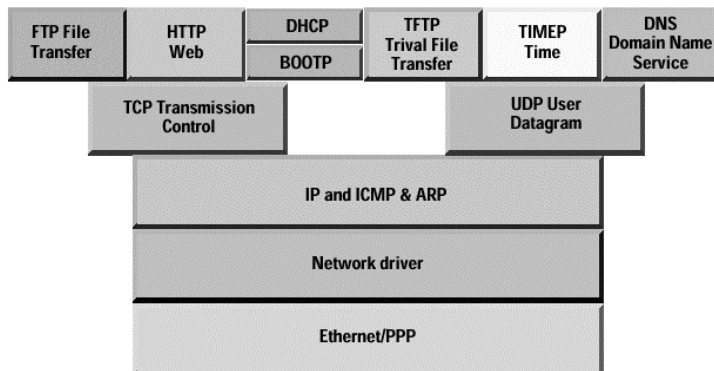 FTP File
Transfer
HTTP
Web
DHCP
BOOTP
TFTP
Trival File
Transfer
TIMEP
Time
DNS
Domain Name
Service
TCP Transmission
Control
UDP User
Datagram
IP and ICMP & ARP
Network driver
Ethernet/PPP